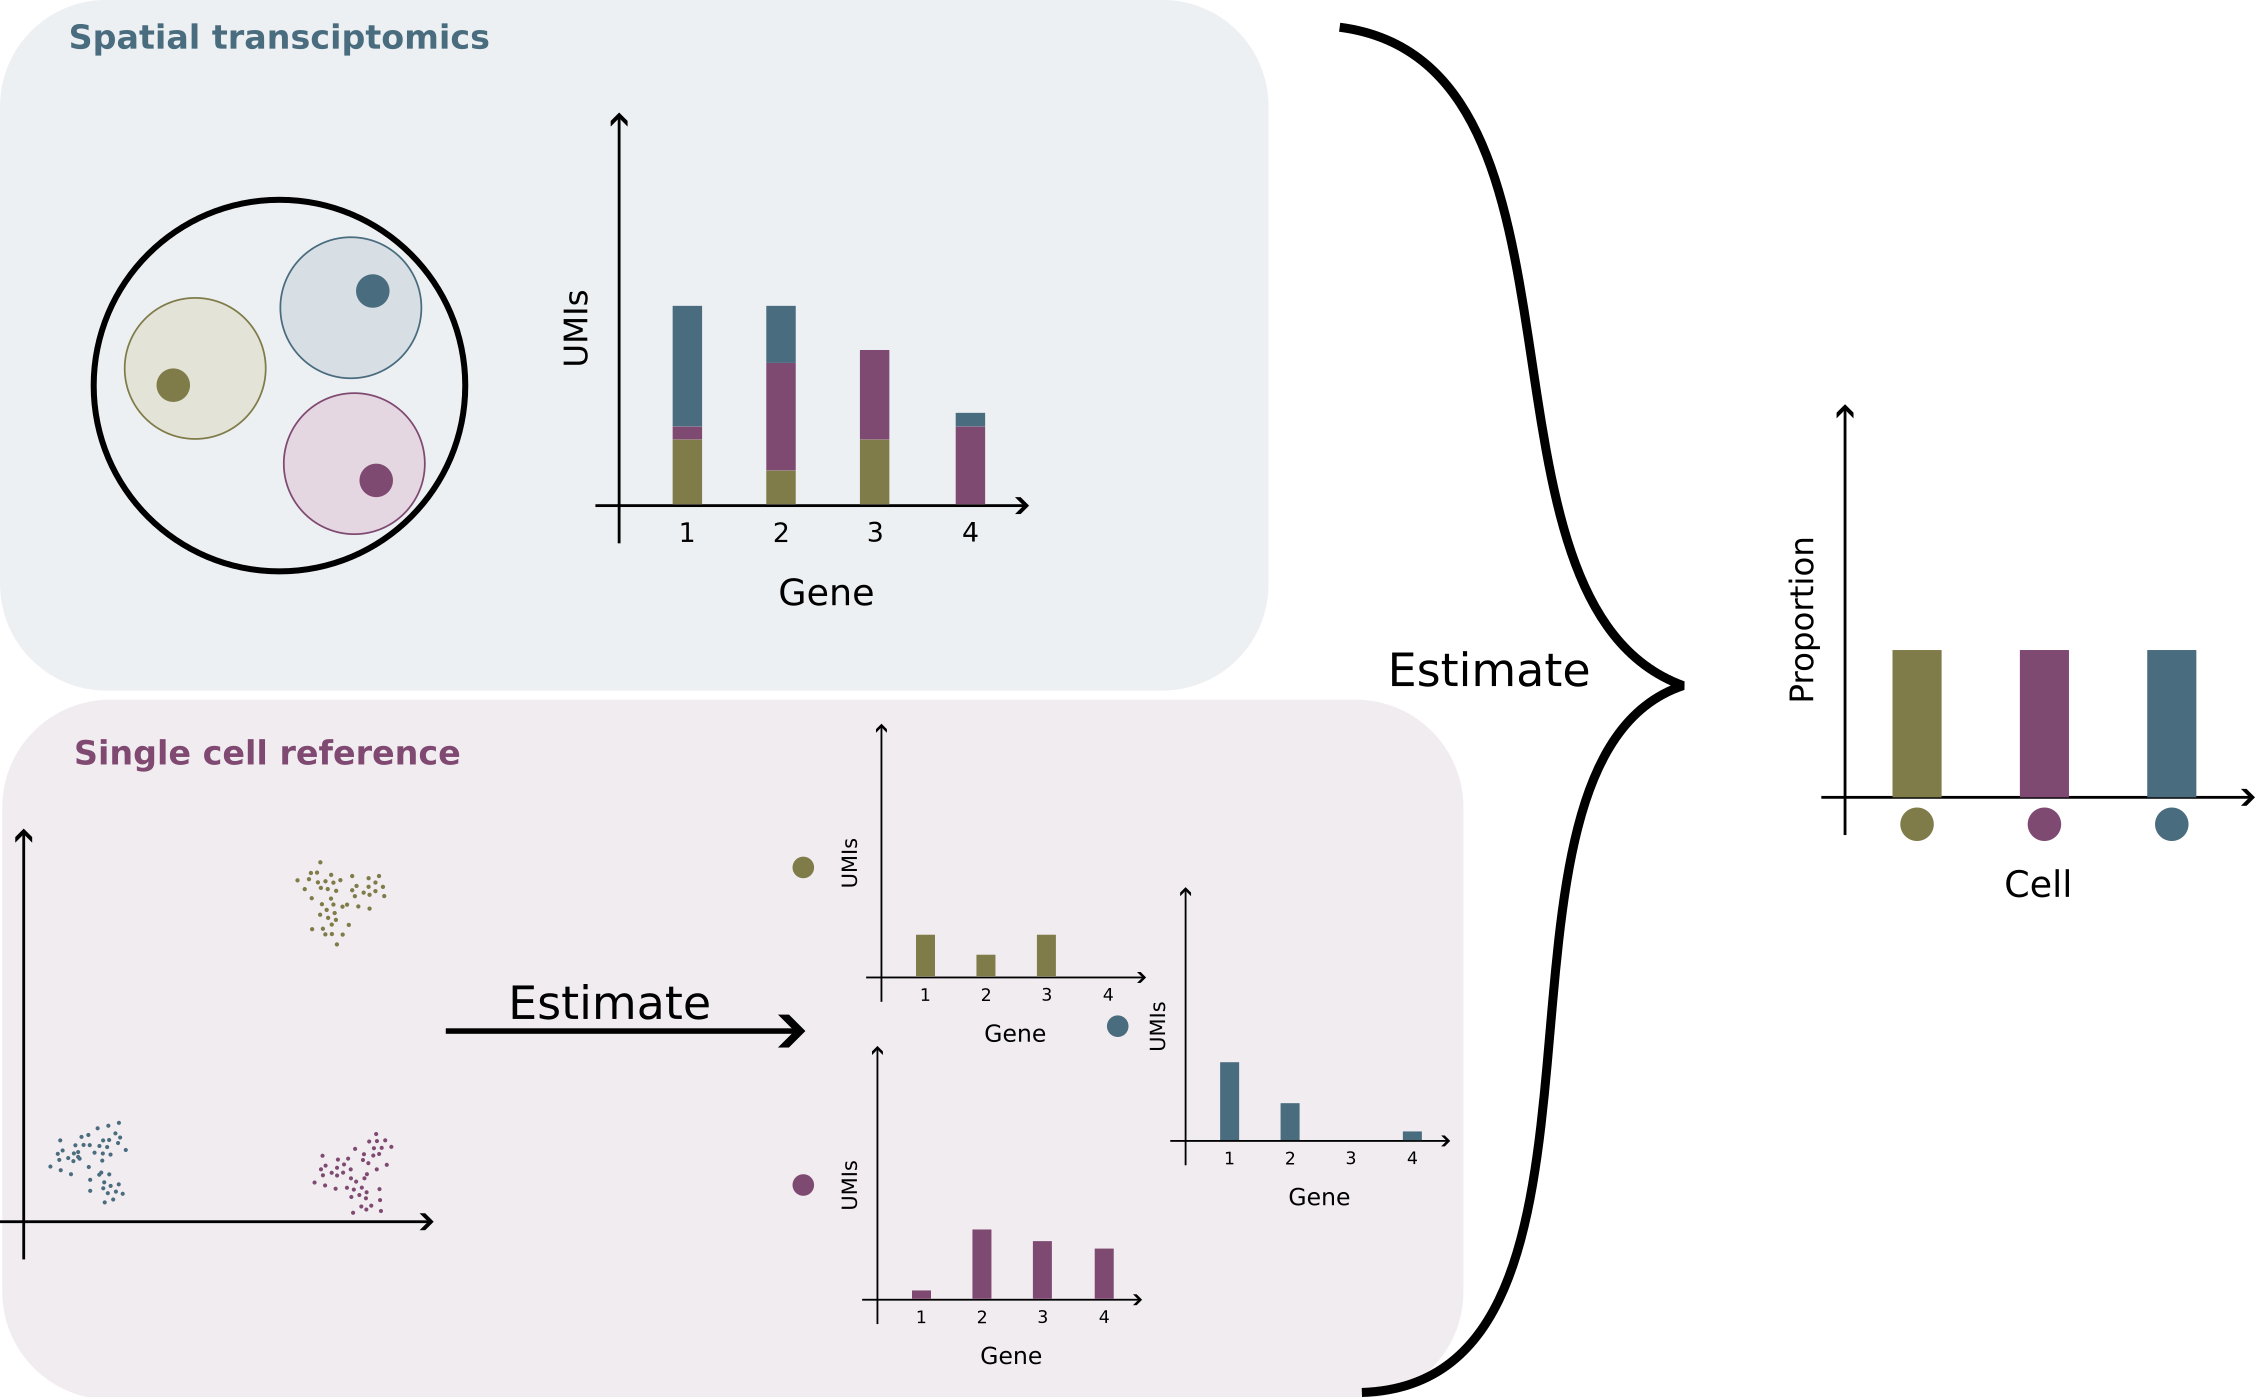 Spatial transciptomics
UMIs
1 2 3 4
Gene
Estimate
Proportion
Cell
Single cell reference
Estimate
UMIs
1 2 3 4
Gene
UMIs
1 2 3 4
Gene
UMIs
1 2 3 4
Gene